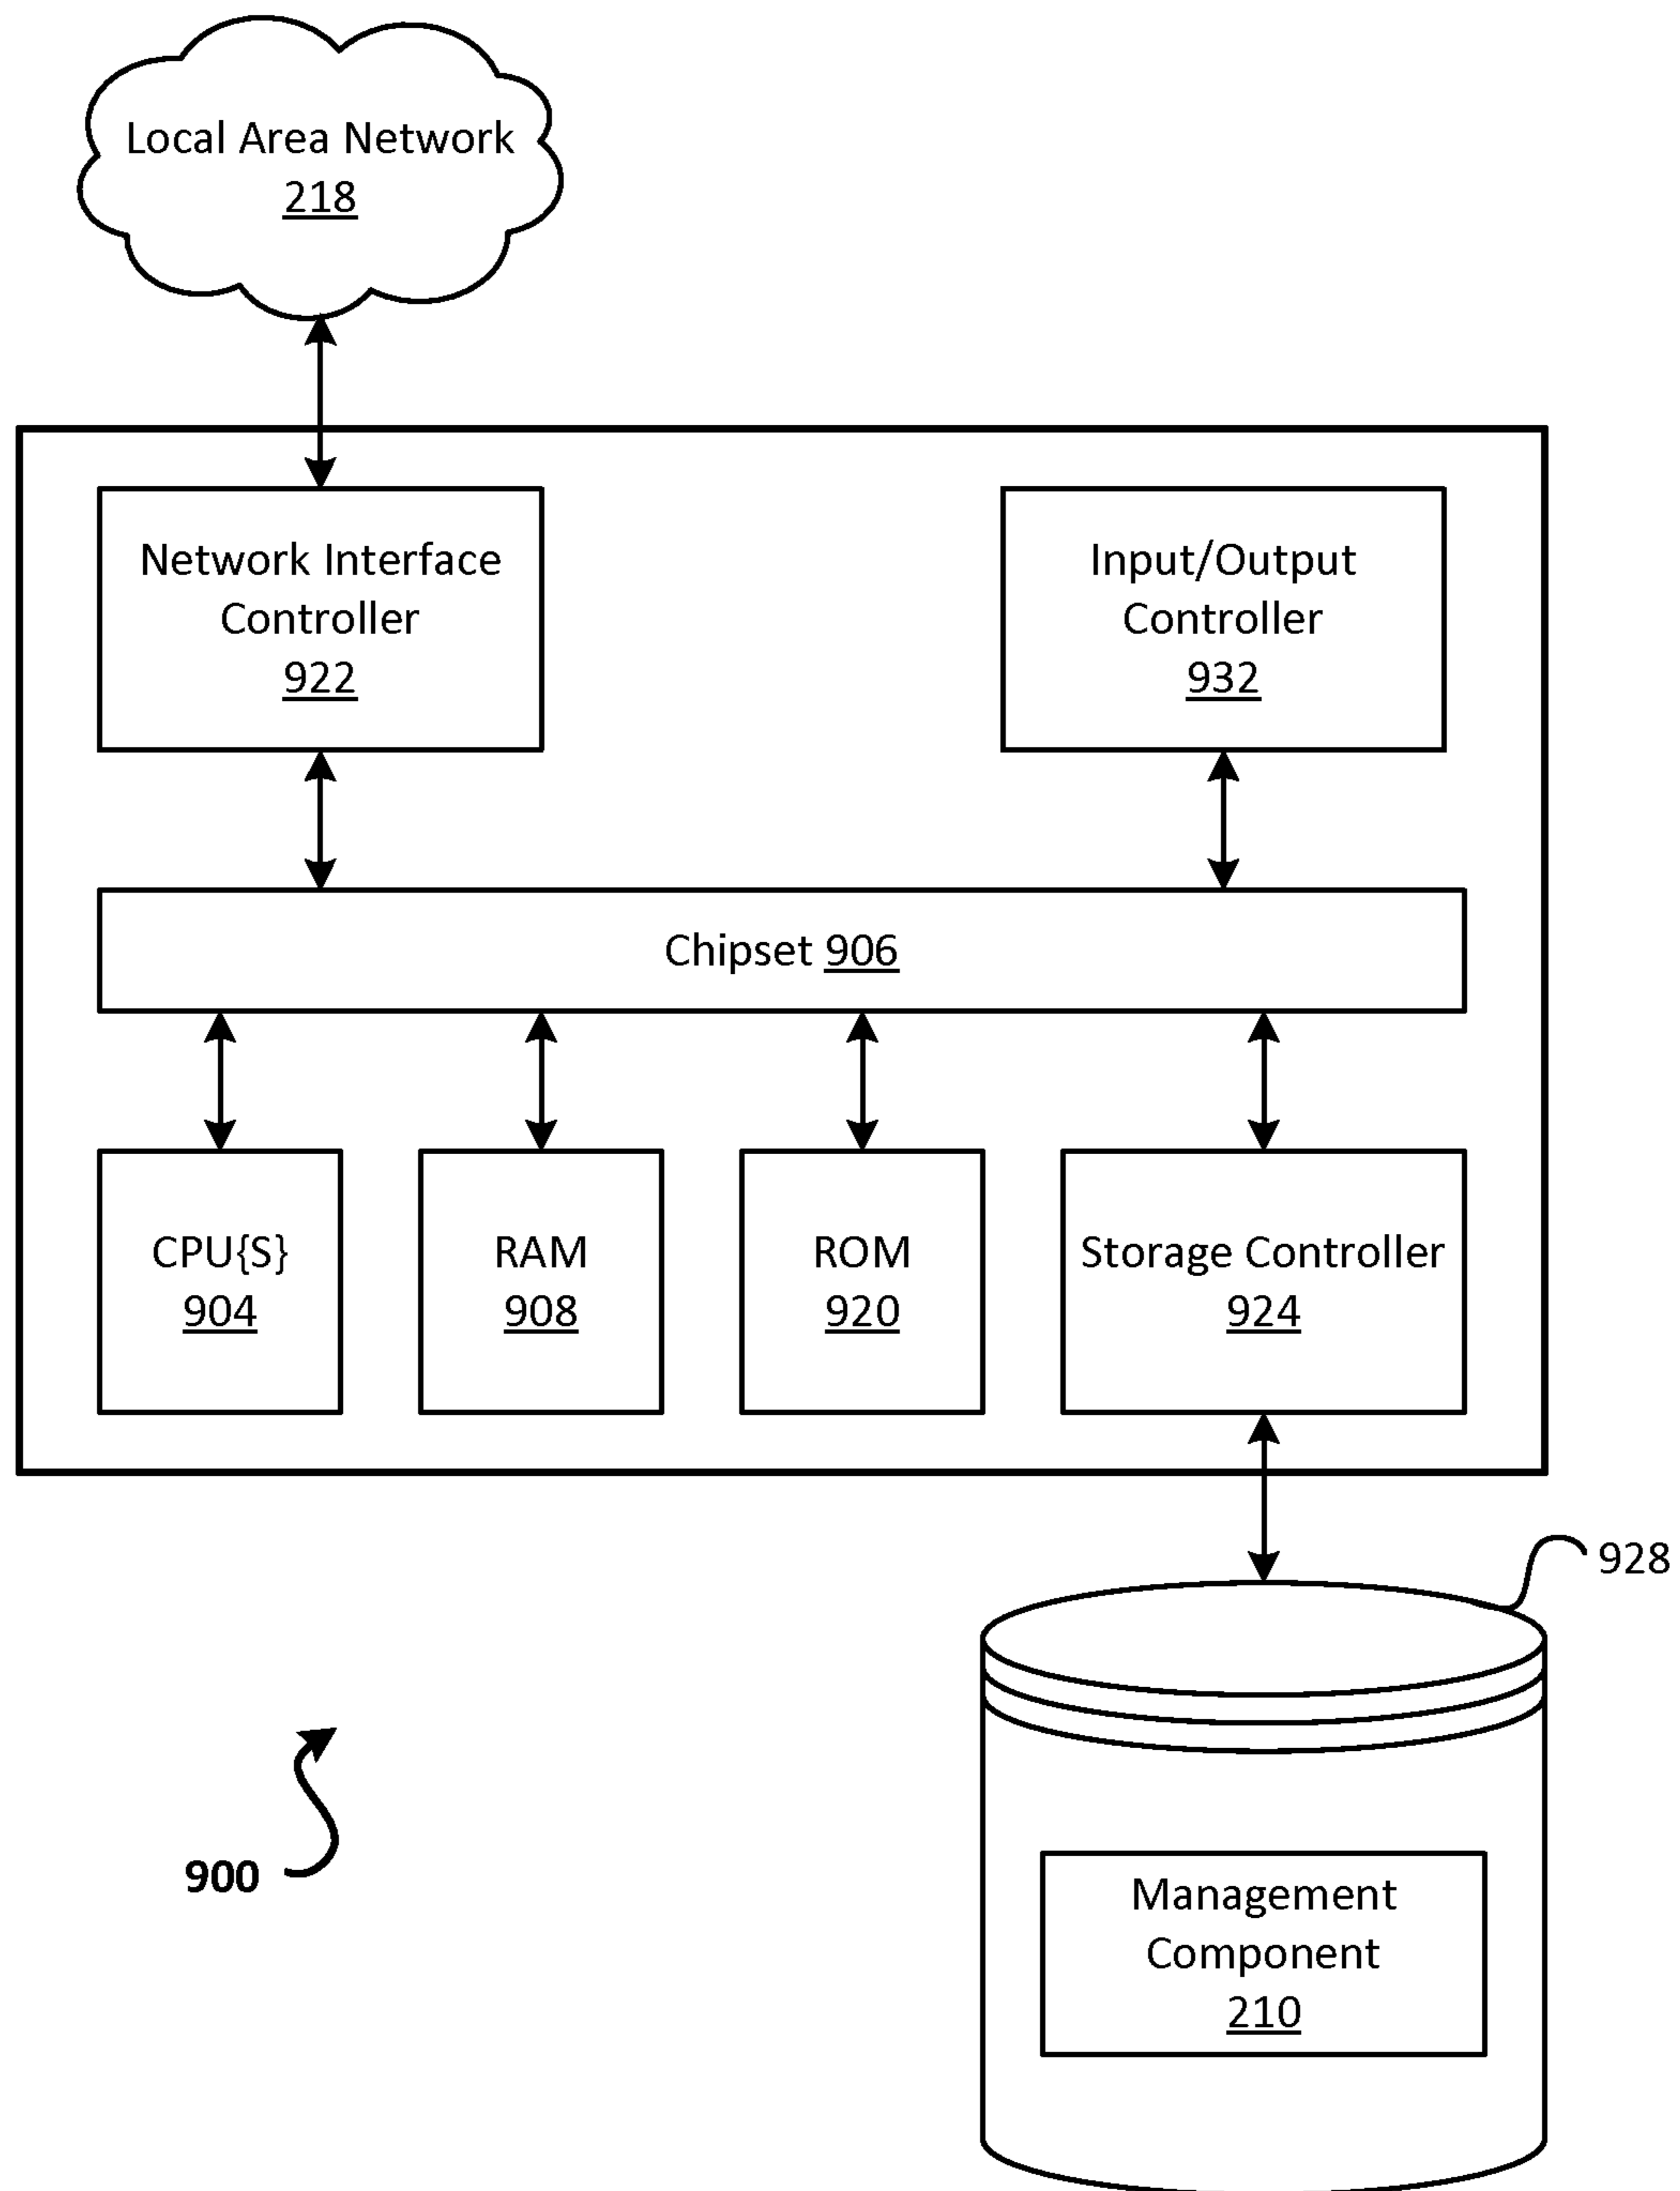 Local Area Network
218
Network Interface
Controller
922
Input/Output
Controller
932
Chipset 906
CPU{S}
904
RAM
908
ROM
920
Storage Controller
924
928
900
Management
Component
210